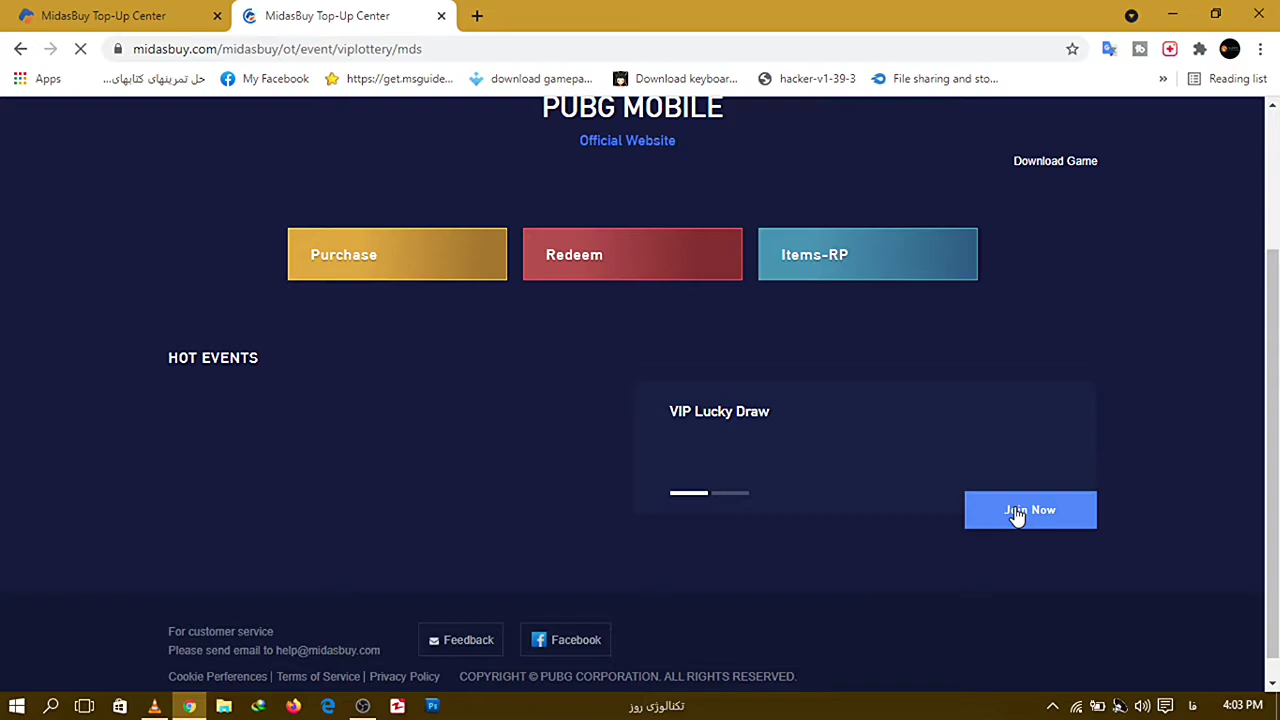 MidasBuy Top-Up Center
MidasBuy Top-Up Center
midasbuy.com/midasbuy/ot/event/viplottery/mds
Apps
حل تمرینهای کتابهای...
My Facebook
https://get.msguide...
download gamepa...
Download keyboar...
hacker-v1-39-3
File sharing and sto...
»
Reading list
PUBG MOBILE
Official Website
Download Game
Purchase
Redeem
Items-RP
HOT EVENTS
VIP Lucky Draw
Join Now
For customer service
Please send email to help@midasbuy.com
Feedback
Facebook
Cookie Perferences | Terms of Service | Privacy Policy
COPYRIGHT © PUBG CORPORATION. ALL RIGHTS RESERVED.
تکنالوژی روز
فا
4:03 PM